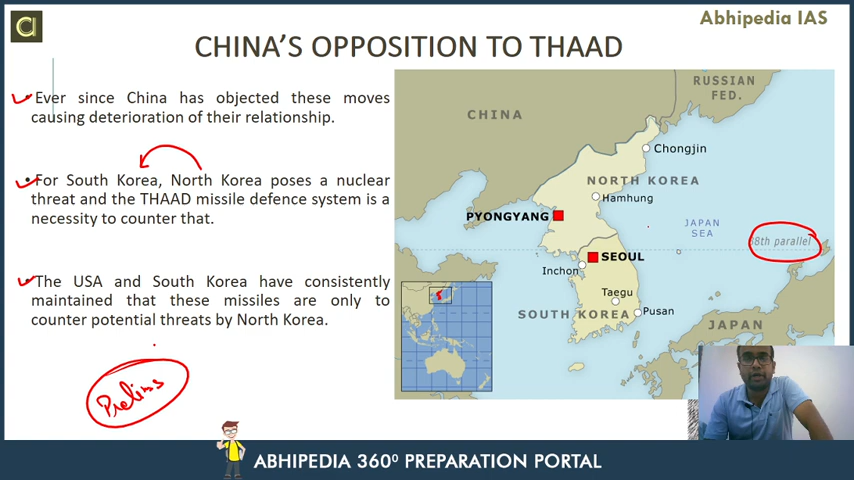 Abhipedia IAS
CHINA'S OPPOSITION TO THAAD
Ever since China has objected these moves
causing deterioration of their relationship.
• For South Korea, North Korea poses a nuclear
threat and the THAAD missile defence system is a
necessity to counter that.
The USA and South Korea have consistently
maintained that these missiles are only to
counter potential threats by North Korea.
Prelims
RUSSIAN
FED.
CHINA
Chongjin
NORTH KOREA
Hamhung
PYONGYANG
JAPAN
SEA
38th parallel
SEOUL
Inchon
Taegu
SOUTH KOREA
Pusan
JAPAN
ABHIPEDIA 360⁰ PREPARATION PORTAL